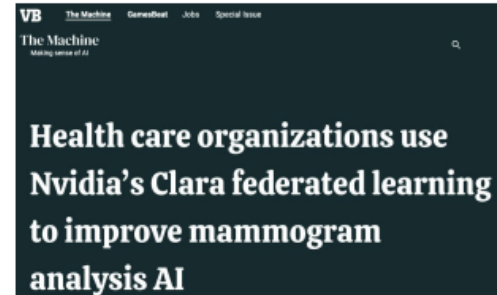 VB The Machine GamesBeat Jobs Special Issue
The Machine
Making sense of AI
Health care organizations use
Nvidia’s Clara federated learning
to improve mammogram
analysis AI